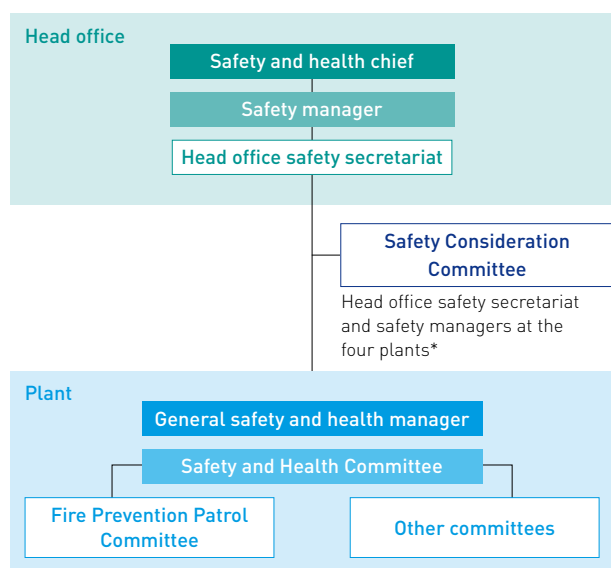 Head office
Safety and health chief
Safety manager
Head office safety secretariat
Safety Consideration
Committee
Head office safety secretariat
and safety managers at the
four plants*
Plant
General safety and health manager
Safety and Health Committee
Fire Prevention Patrol
Committee
Other committees